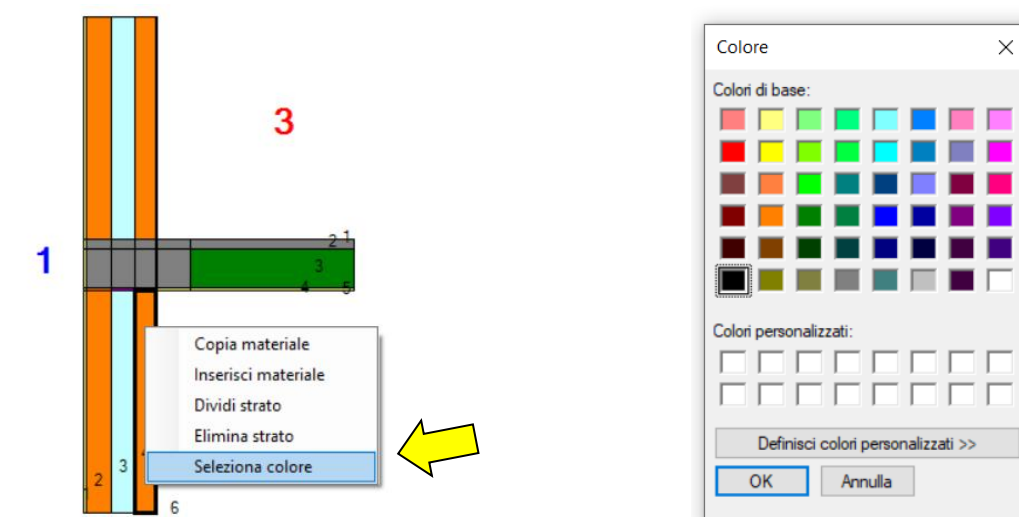 3
1
2 1
3
4 5
Copia materiale
Inserisci materiale
Dividi strato
Elimina strato
Seleziona colore
2
3
6
Colore
Colori di base:
Colori personalizzati:
Definisci colori personalizzati >>
OK
Annulla